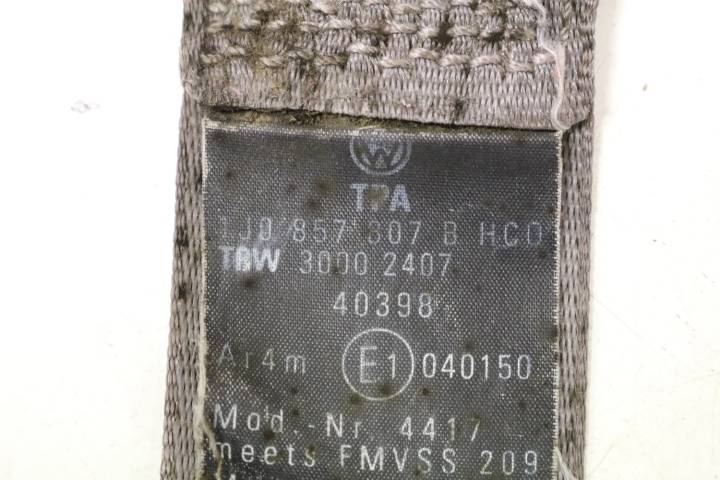 TPA
1J0 857 807 B HCO
TRW 3000 2407
40398
Ar4m E1 040150
Mod.-Nr. 4417
meets FMVSS 209